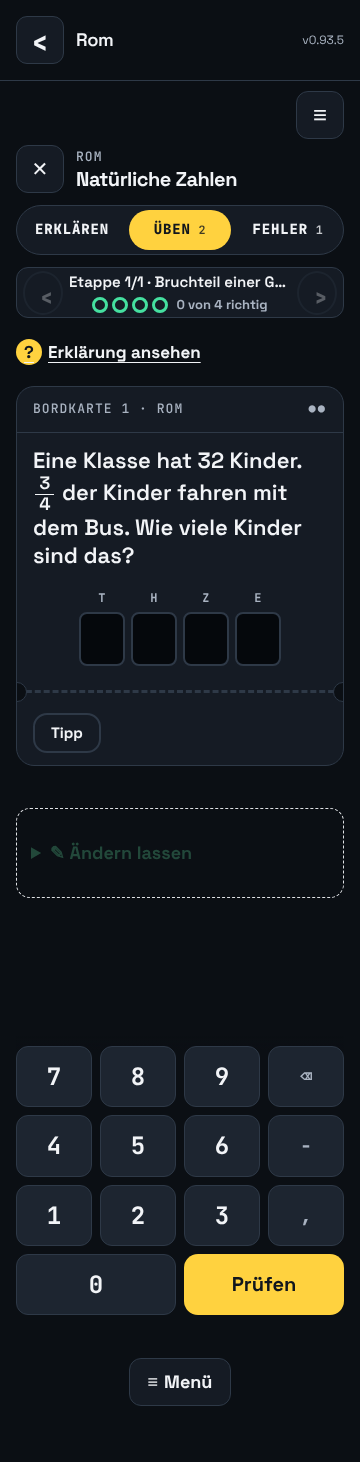 < Rom v0.93.5
≡
✕ ROM
Natürliche Zahlen
ERKLÄREN ÜBEN 2 FEHLER 1
< Etappe 1/1 · Bruchteil einer G… >
0 von 4 richtig
? Erklärung ansehen
BORDKARTE 1 · ROM ●●
Eine Klasse hat 32 Kinder.
3/4 der Kinder fahren mit
dem Bus. Wie viele Kinder
sind das?
T H Z E
Tipp
▶ ✎ Ändern lassen
7 8 9 ⌫
4 5 6 -
1 2 3 ,
0 Prüfen
≡ Menü